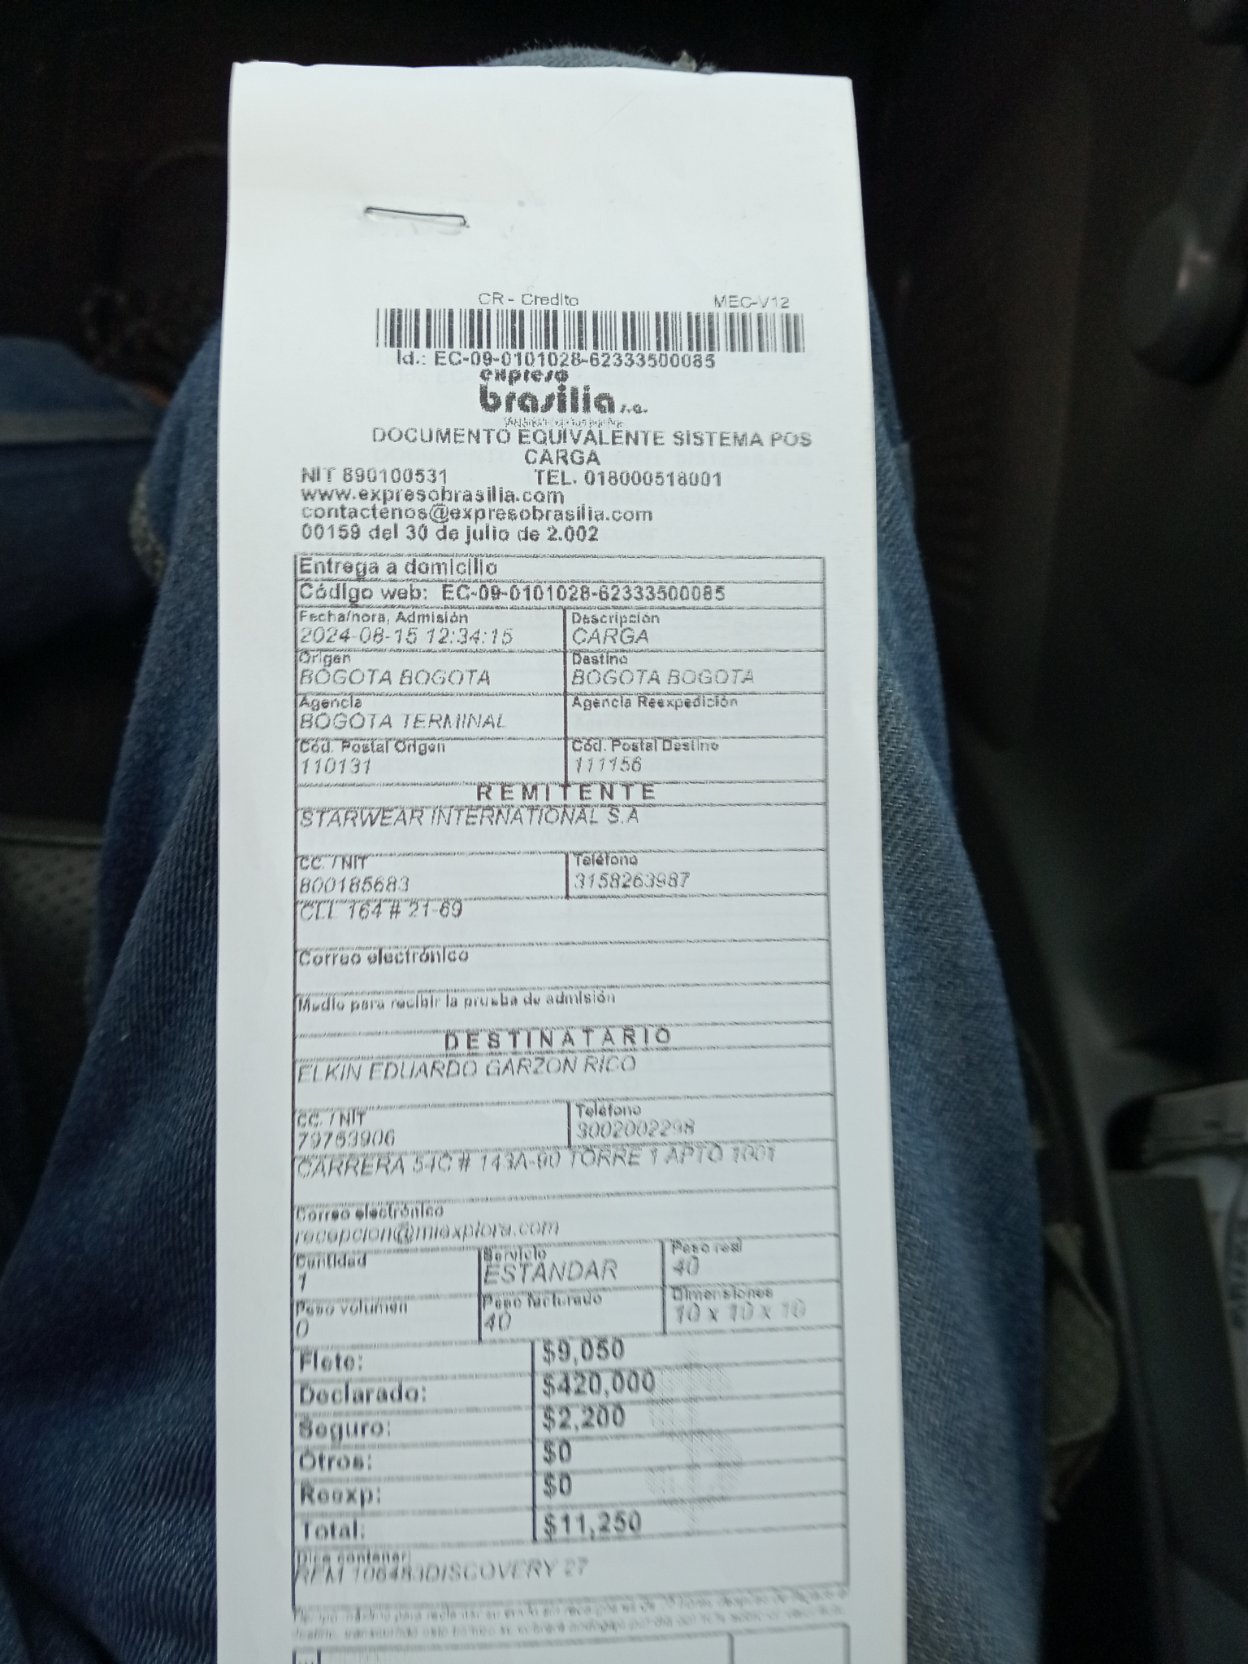 CR - Credito MEC-V12
Id.: EC-09-0101028-62333500085
expreso
brasilia s.a.
DOCUMENTO EQUIVALENTE SISTEMA POS
CARGA
NIT 890100531 TEL. 018000518001
www.expresobrasilia.com
contactenos@expresobrasilia.com
00159 del 30 de julio de 2.002
Entrega a domicilio
Código web: EC-09-0101028-62333500085
Fecha/hora, Admisión Descripción
2024-08-15 12:34:15 CARGA
Origen Destino
BOGOTA BOGOTA BOGOTA BOGOTA
Agencia Agencia Reexpedición
BOGOTA TERMINAL
Cód. Postal Origen Cód. Postal Destino
110131 111156
REMITENTE
STARWEAR INTERNATIONAL S.A
CC. / NIT Teléfono
800185683 3158263987
CLL 164 # 21-69
Correo electrónico
Medio para recibir la prueba de admisión
DESTINATARIO
ELKIN EDUARDO GARZON RICO
CC. / NIT Teléfono
79753906 3002002298
CARRERA 54C # 143A-90 TORRE 1 APTO 1001
Correo electrónico
recepcion@miexplora.com
Cantidad Servicio Peso real
1 ESTANDAR 40
Peso volumen Peso facturado Dimensiones
0 40 10 x 10 x 10
Flete: $9,050
Declarado: $420,000
Seguro: $2,200
Otros: $0
Reexp: $0
Total: $11,250
Dice contener:
REM 106483DISCOVERY 27